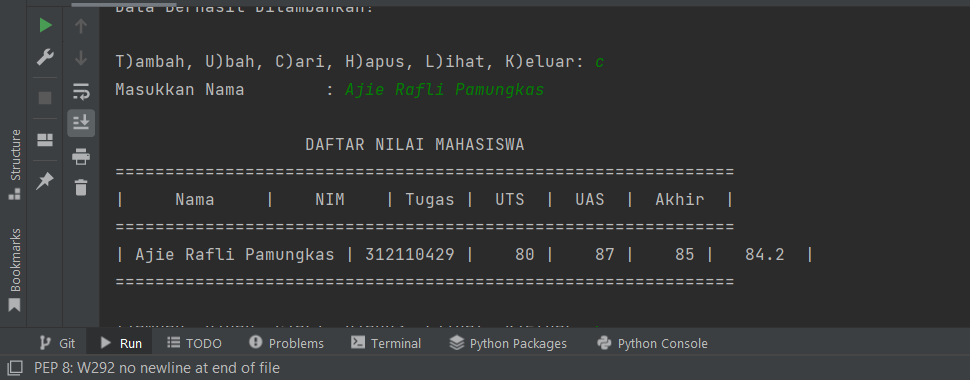 Data Berhasil Ditambahkan!
T)ambah, U)bah, C)ari, H)apus, L)ihat, K)eluar: c
Masukkan Nama        : Ajie Rafli Pamungkas
DAFTAR NILAI MAHASISWA
==============================================================
|     Nama     |    NIM    | Tugas |  UTS  |  UAS  |  Akhir  |
==============================================================
| Ajie Rafli Pamungkas | 312110429 |    80 |    87 |    85 |   84.2  |
==============================================================
Structure
Bookmarks
Git
Run
TODO
Problems
Terminal
Python Packages
Python Console
PEP 8: W292 no newline at end of file